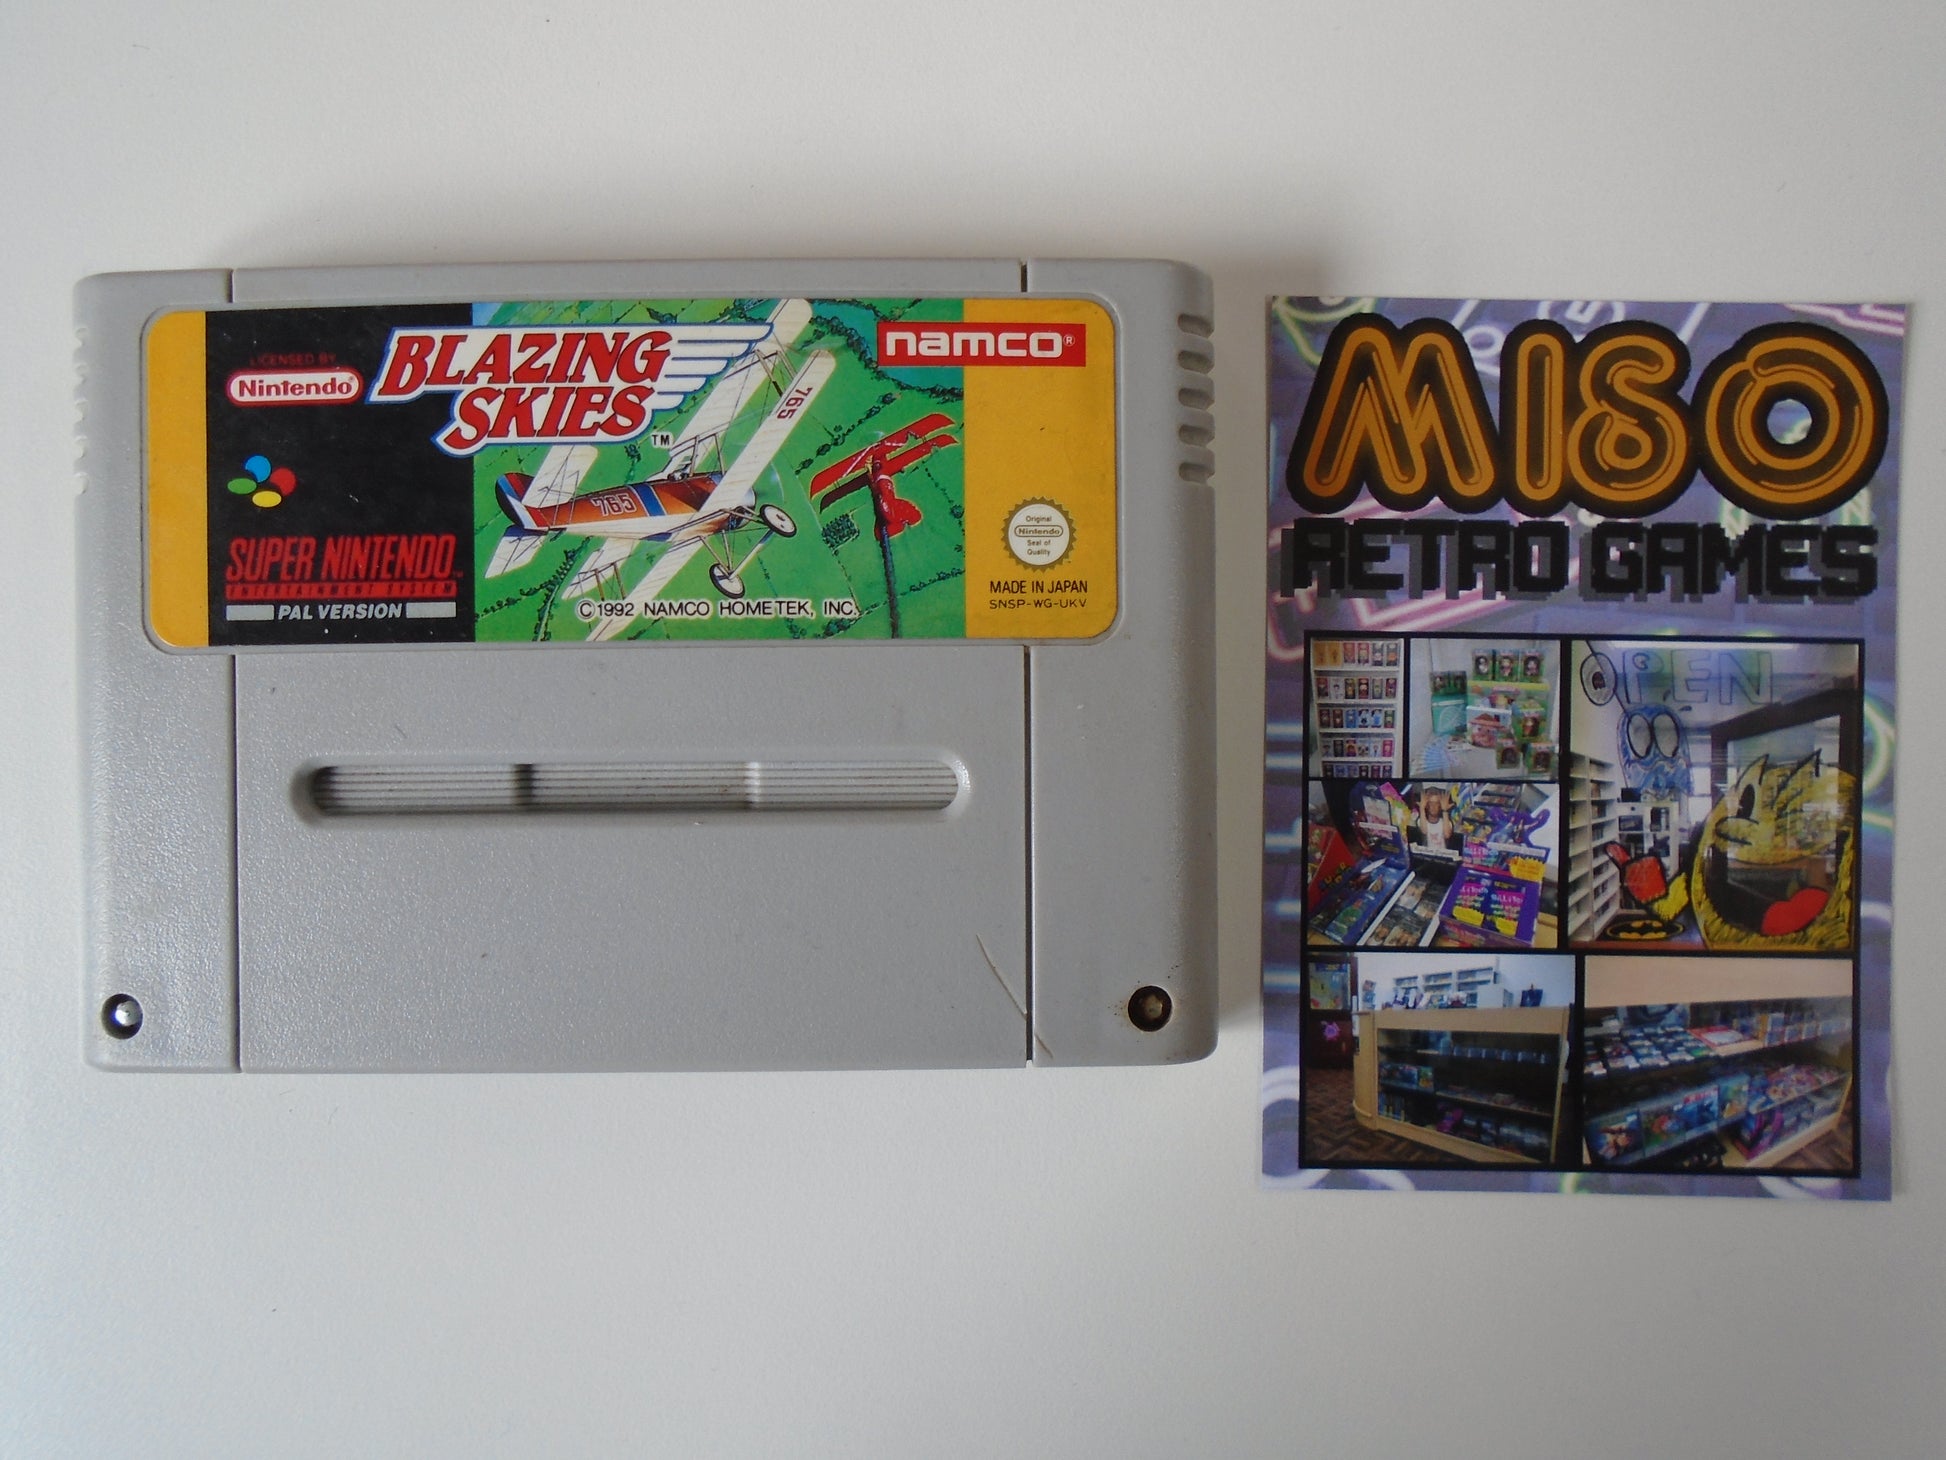 LICENSED BY
Nintendo®
BLAZING
SKIES
TM
namco®
765
765
SUPER NINTENDO
ENTERTAINMENT SYSTEM
PAL VERSION
©1992 NAMCO HOMETEK, INC.
Original
Nintendo
Seal of
Quality
MADE IN JAPAN
SNSP-WG-UKV
MISO
RETRO GAMES
OPEN